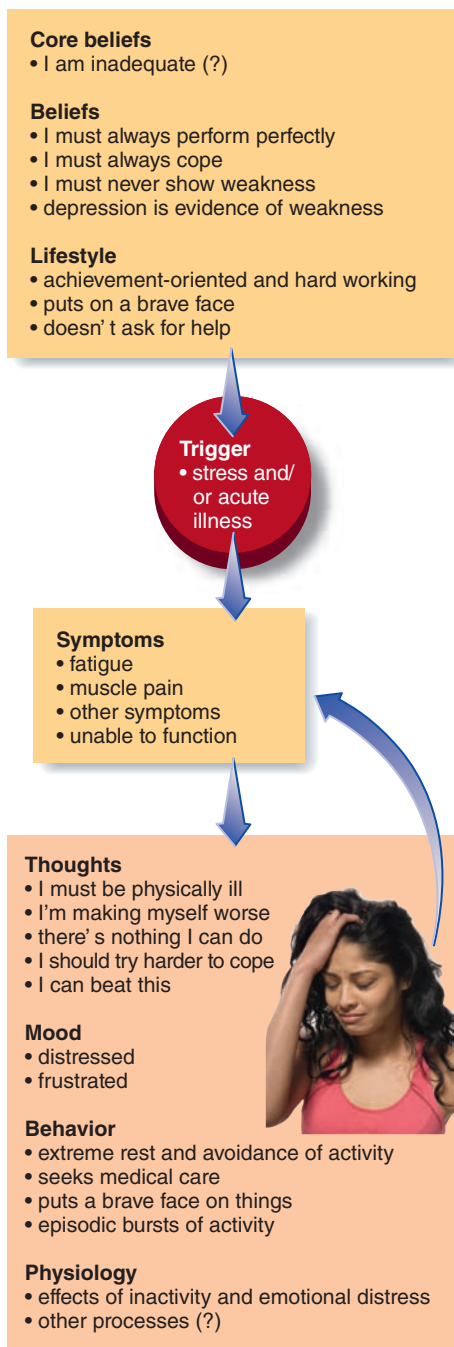 Core beliefs
• I am inadequate (?)
Beliefs
• I must always perform perfectly
• I must always cope
• I must never show weakness
• depression is evidence of weakness
Lifestyle
• achievement-oriented and hard working
• puts on a brave face
• doesn't ask for help
Trigger
• stress and/
or acute
illness
Symptoms
• fatigue
• muscle pain
• other symptoms
• unable to function
Thoughts
• I must be physically ill
• I'm making myself worse
• there's nothing I can do
• I should try harder to cope
• I can beat this
Mood
• distressed
• frustrated
Behavior
• extreme rest and avoidance of activity
• seeks medical care
• puts a brave face on things
• episodic bursts of activity
Physiology
• effects of inactivity and emotional distress
• other processes (?)